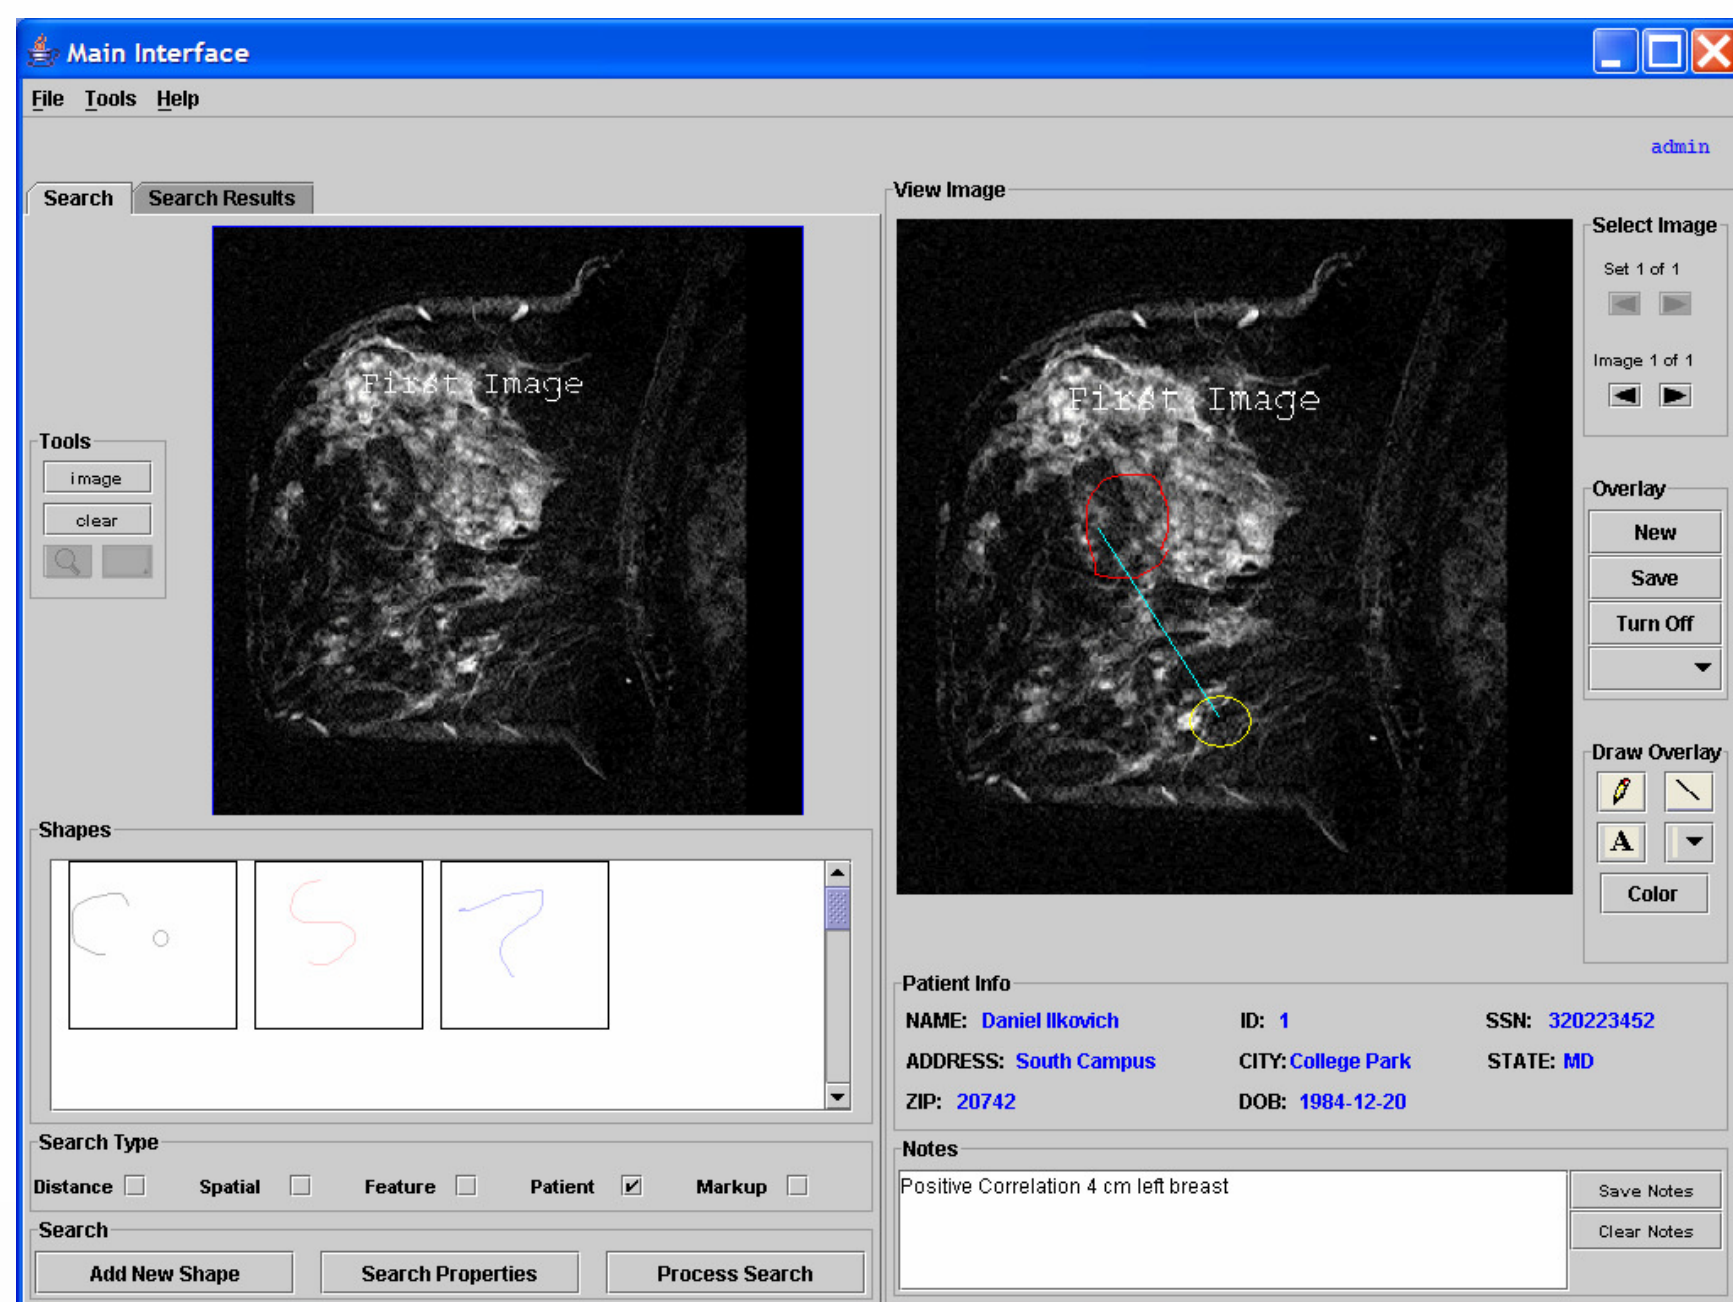 Main Interface
File Tools Help
admin
Search Search Results
First Image
Tools
image
clear
Shapes
Search Type
Distance Spatial Feature Patient Markup
Search
Add New Shape Search Properties Process Search
View Image
First Image
Select Image
Set 1 of 1
Image 1 of 1
Overlay
New
Save
Turn Off
Draw Overlay
A
Color
Patient Info
NAME: Daniel Ilkovich ID: 1 SSN: 320223452
ADDRESS: South Campus CITY: College Park STATE: MD
ZIP: 20742 DOB: 1984-12-20
Notes
Positive Correlation 4 cm left breast
Save Notes
Clear Notes